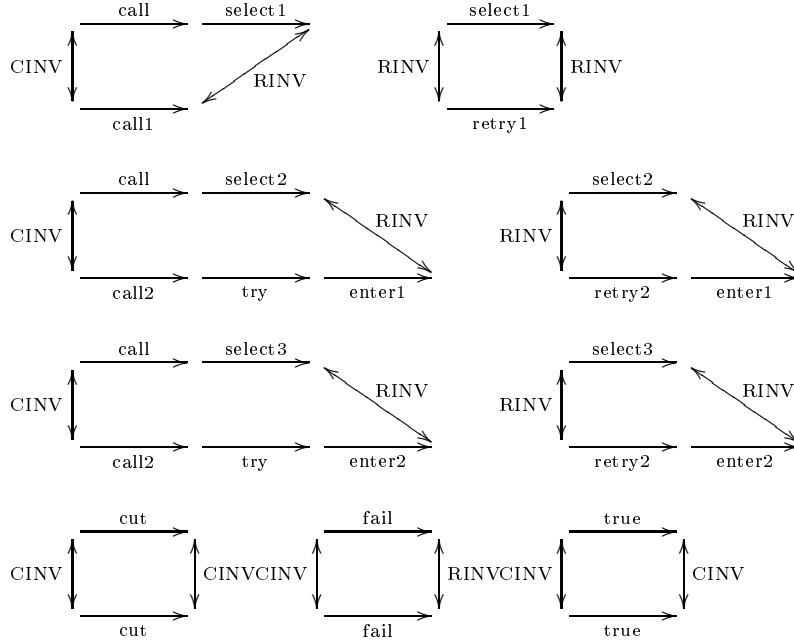 call select1 select1
CINV RINV RINV RINV
call1 retry1
call select2 select2
CINV RINV RINV RINV
call2 try enter1 retry2 enter1
call select3 select3
CINV RINV RINV RINV
call2 try enter2 retry2 enter2
cut fail true
CINV CINVCINV RINVCINV CINV
cut fail true